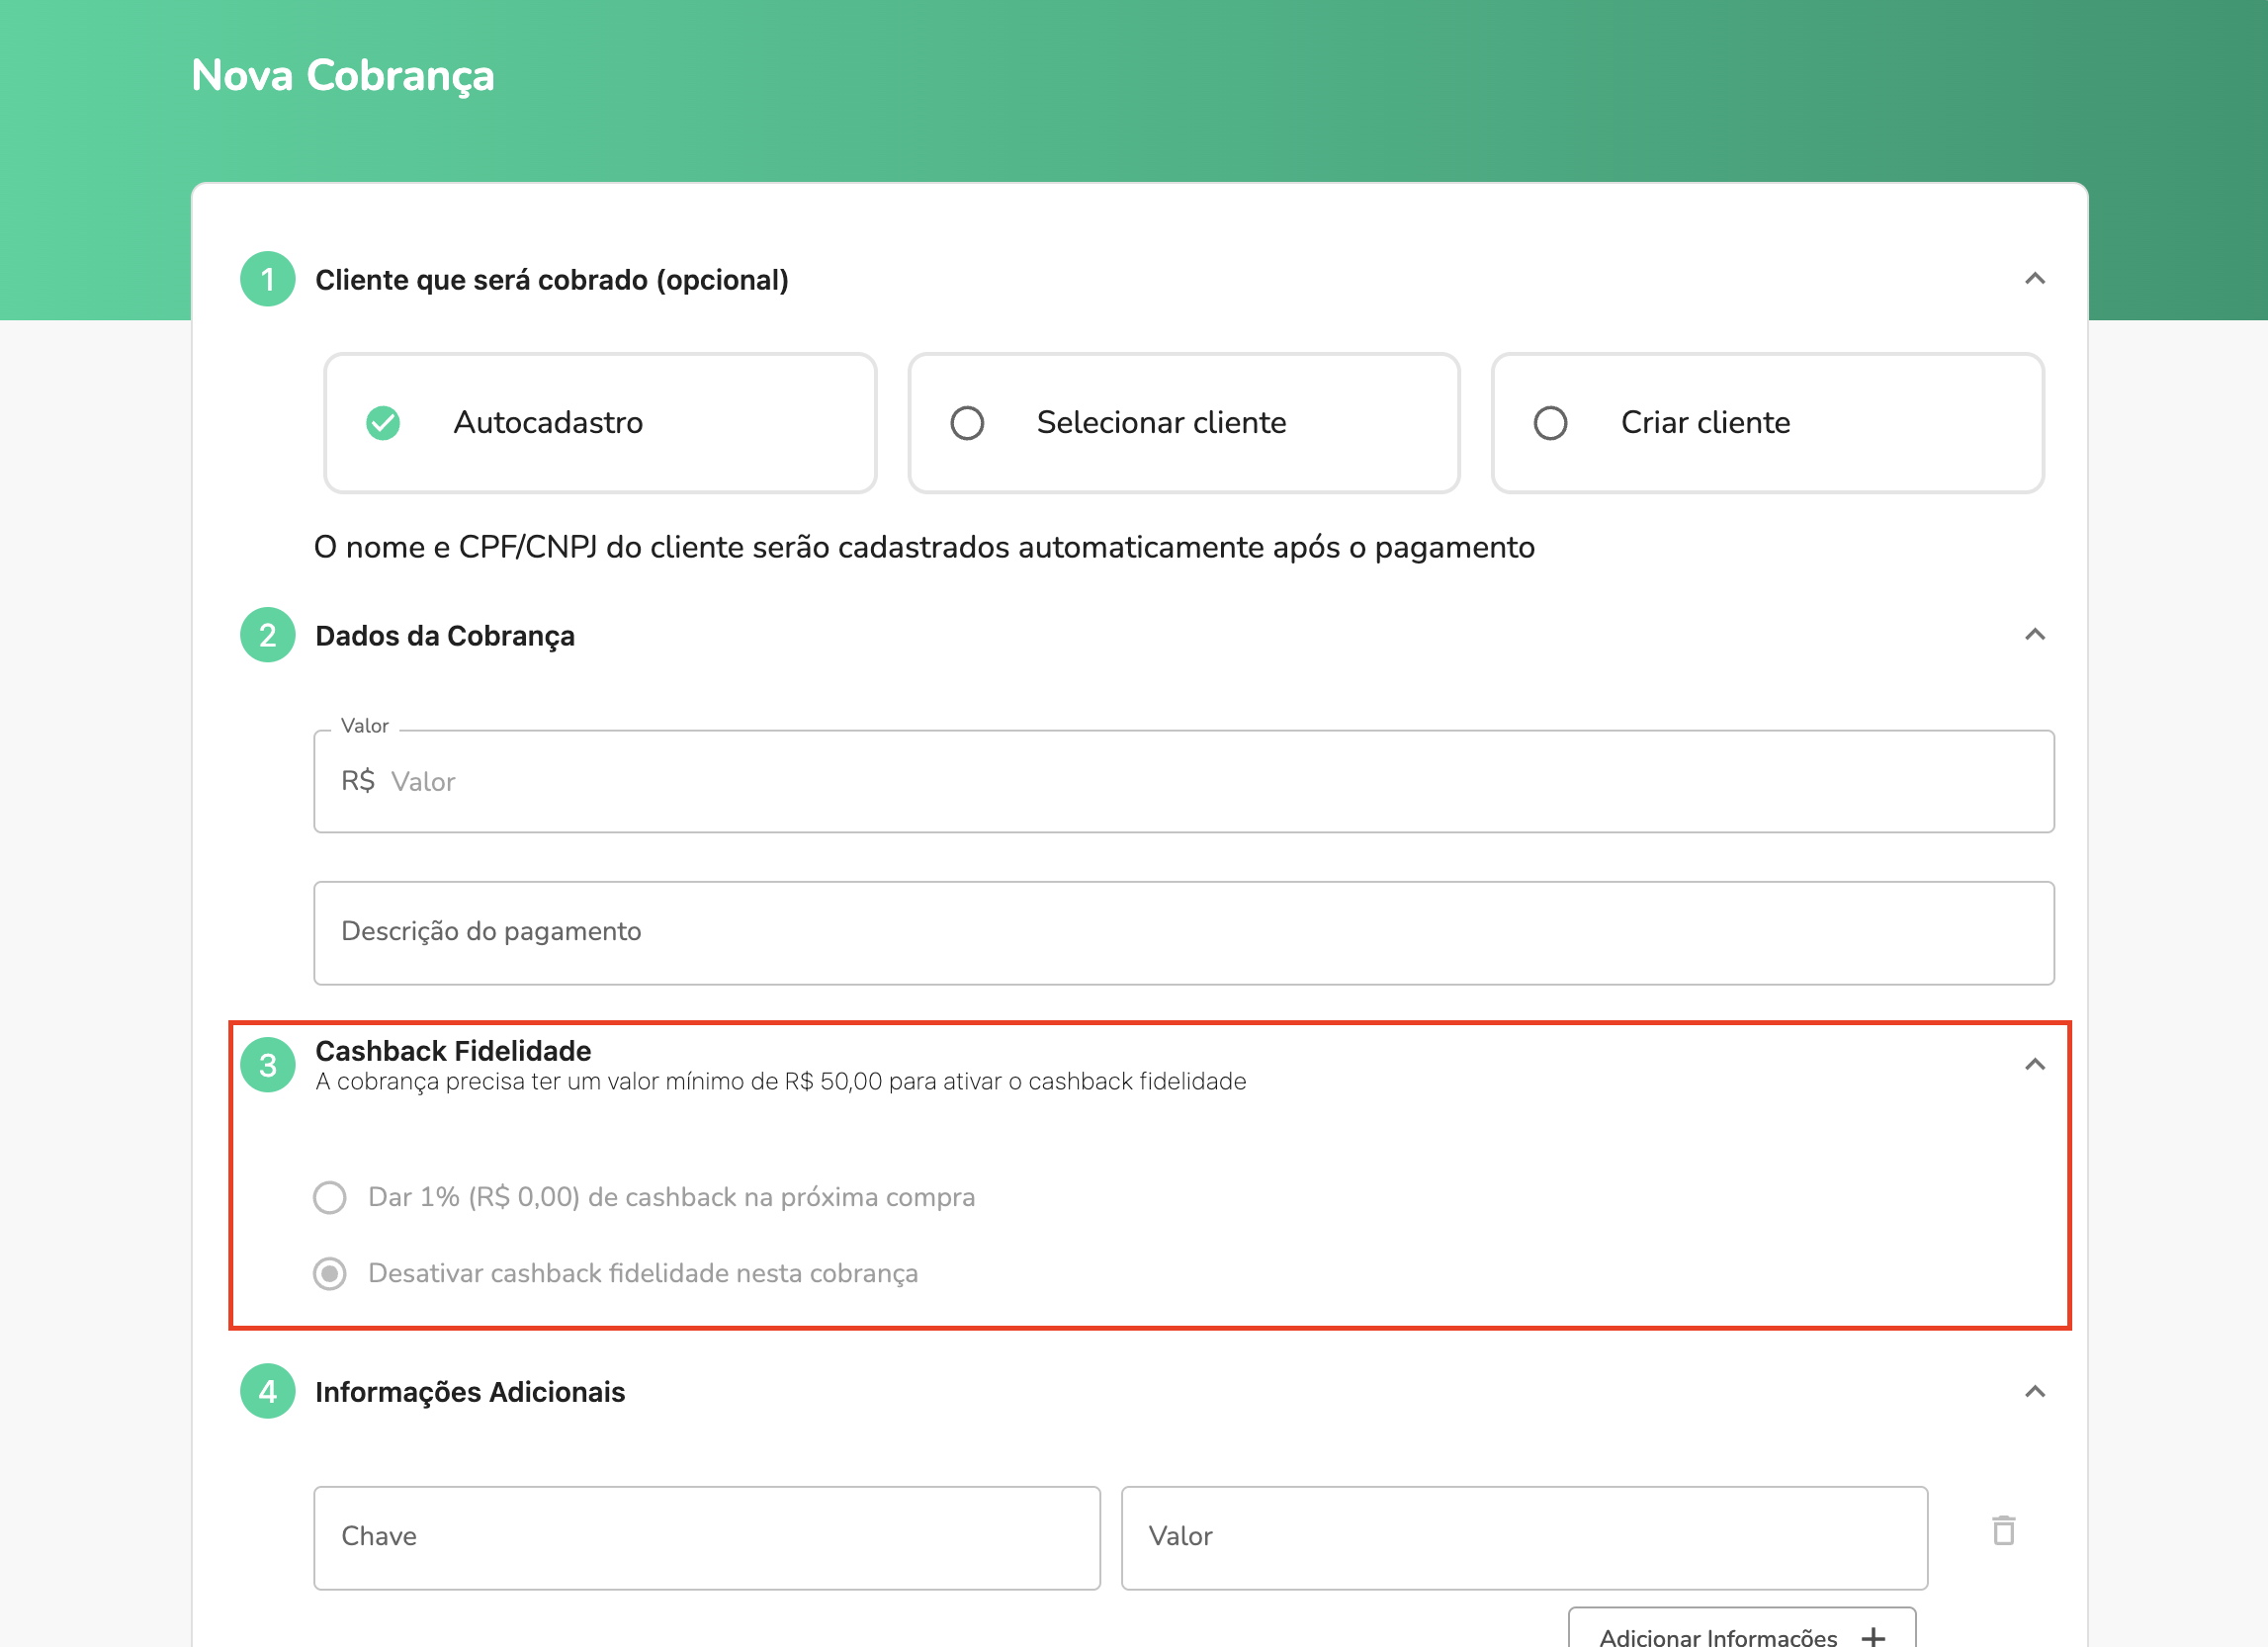 Nova Cobrança
1 Cliente que será cobrado (opcional)
Autocadastro
Selecionar cliente
Criar cliente
O nome e CPF/CNPJ do cliente serão cadastrados automaticamente após o pagamento
2 Dados da Cobrança
Valor
R$ Valor
Descrição do pagamento
3 Cashback Fidelidade
A cobrança precisa ter um valor mínimo de R$ 50,00 para ativar o cashback fidelidade
Dar 1% (R$ 0,00) de cashback na próxima compra
Desativar cashback fidelidade nesta cobrança
4 Informações Adicionais
Chave
Valor
Adicionar Informações +